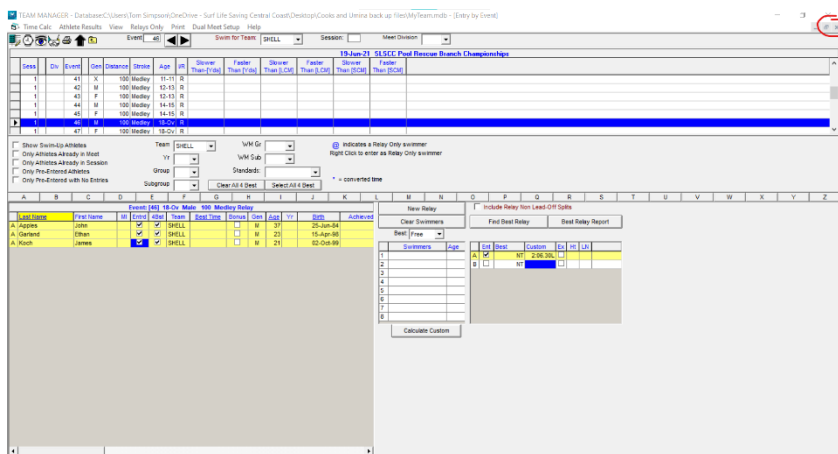 TEAM MANAGER - Database:C:\Users\Tom Simpson\OneDrive - Surf Life Saving Central Coast\Desktop\Cooks and Umina track up files\MyTeam.mdb - [Entry by Event]
Time Calc Athlete Results View Relays Only Print Dual Meet Setup Help
Event: 46 Swim for Team: SHELL Session: Meet Division
19-Jun-21 SLSCC Pool Rescue Branch Championships
Sess Div Event Gen Distance Stroke Age I/R Slower Than-[Yds] Faster Than [Yds] Slower Than [LCM] Faster Than [LCM] Slower Than [SCM] Faster Than [SCM]
1 41 X 100 Medley 11-11 R
1 42 M 100 Medley 12-13 R
1 43 F 100 Medley 12-13 R
1 44 M 100 Medley 14-15 R
1 45 F 100 Medley 14-15 R
1 46 M 100 Medley 18-Ov R
1 47 F 100 Medley 18-Ov R
Show Swim-Up Athletes Team SHELL WM Gr @ indicates a Relay Only swimmer
Only Athletes Already in Meet Yr WM Sub Right Click to enter as Relay Only swimmer
Only Athletes Already in Session
Only Pre-Entered Athletes Group Standards:
Only Pre-Entered with No Entries Subgroup Clear All 4 Best Select All 4 Best * = converted time
A B C D E F G H I J K L M N O P Q R S T U V W X Y Z
Event: [46] 18-Ov Male 100 Medley Relay New Relay Include Relay Non Lead-Off Splits
Last Name First Name MI Entrd 4Bst Team Best Time Bonus Gen Age Yr Birth Achieved Clear Swimmers Find Best Relay Best Relay Report
A Apples John SHELL M 37 25-Jun-84 Best: Free
A Garland Ethan SHELL M 23 15-Apr-98 Swimmers Age Ent Best Custom Ex Ht LN
A Koch James SHELL M 21 02-Oct-99 1 A NT 2:06.30L
2 B NT
3
4
5
6
7
8
Calculate Custom